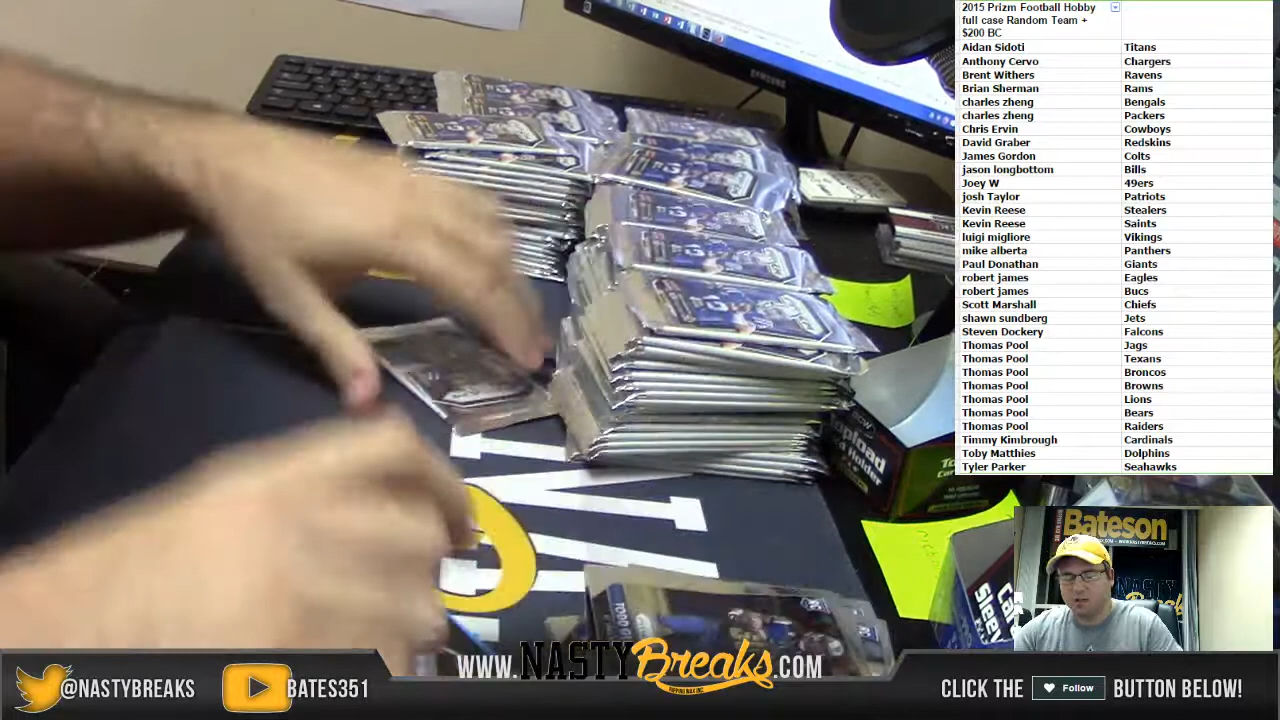 2015 Prizm Football Hobby
full case Random Team +
$200 BC
Aidan Sidoti Titans
Anthony Cervo Chargers
Brent Withers Ravens
Brian Sherman Rams
charles zheng Bengals
charles zheng Packers
Chris Ervin Cowboys
David Graber Redskins
James Gordon Colts
jason longbottom Bills
Joey W 49ers
josh Taylor Patriots
Kevin Reese Stealers
Kevin Reese Saints
luigi migliore Vikings
mike alberta Panthers
Paul Donathan Giants
robert james Eagles
robert james Bucs
Scott Marshall Chiefs
shawn sundberg Jets
Steven Dockery Falcons
Thomas Pool Jags
Thomas Pool Texans
Thomas Pool Broncos
Thomas Pool Browns
Thomas Pool Lions
Thomas Pool Bears
Thomas Pool Raiders
Timmy Kimbrough Cardinals
Toby Matthies Dolphins
Tyler Parker Seahawks
SAMSUNG
Bateson
NASTY
WWW.NASTYBreaks.COM
@NASTYBREAKS
BATES351
CLICK THE Follow BUTTON BELOW!